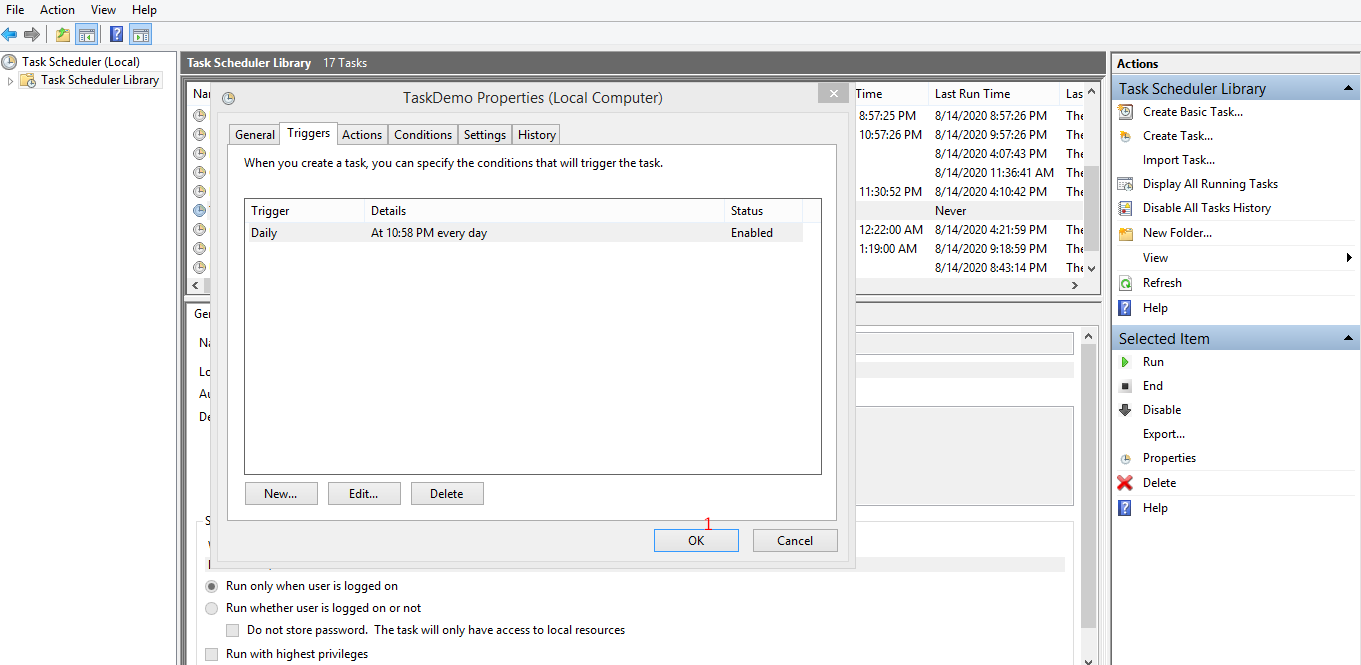 File Action View Help
Task Scheduler (Local)
Task Scheduler Library
Task Scheduler Library 17 Tasks
TaskDemo Properties (Local Computer)
General Triggers Actions Conditions Settings History
When you create a task, you can specify the conditions that will trigger the task.
Trigger Details Status
Daily At 10:58 PM every day Enabled
New... Edit... Delete
1
OK Cancel
Time Last Run Time
8:57:25 PM 8/14/2020 8:57:26 PM The
10:57:26 PM 8/14/2020 9:57:26 PM The
8/14/2020 4:07:43 PM The
8/14/2020 11:36:41 AM The
11:30:52 PM 8/14/2020 4:10:42 PM The
Never
12:22:00 AM 8/14/2020 4:21:59 PM The
1:19:00 AM 8/14/2020 9:18:59 PM The
8/14/2020 8:43:14 PM The
Run only when user is logged on
Run whether user is logged on or not
Do not store password. The task will only have access to local resources
Run with highest privileges
Actions
Task Scheduler Library
Create Basic Task...
Create Task...
Import Task...
Display All Running Tasks
Disable All Tasks History
New Folder...
View
Refresh
Help
Selected Item
Run
End
Disable
Export...
Properties
Delete
Help